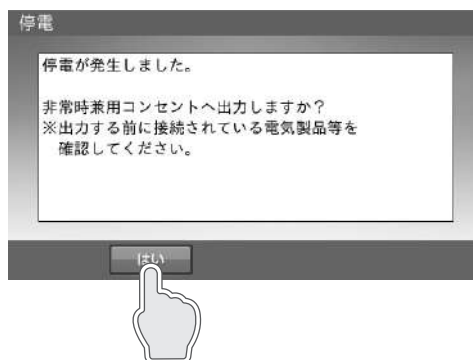 停電
停電が発生しました。
非常時兼用コンセントへ出力しますか？
※出力する前に接続されている電気製品等を
確認してください。
はい